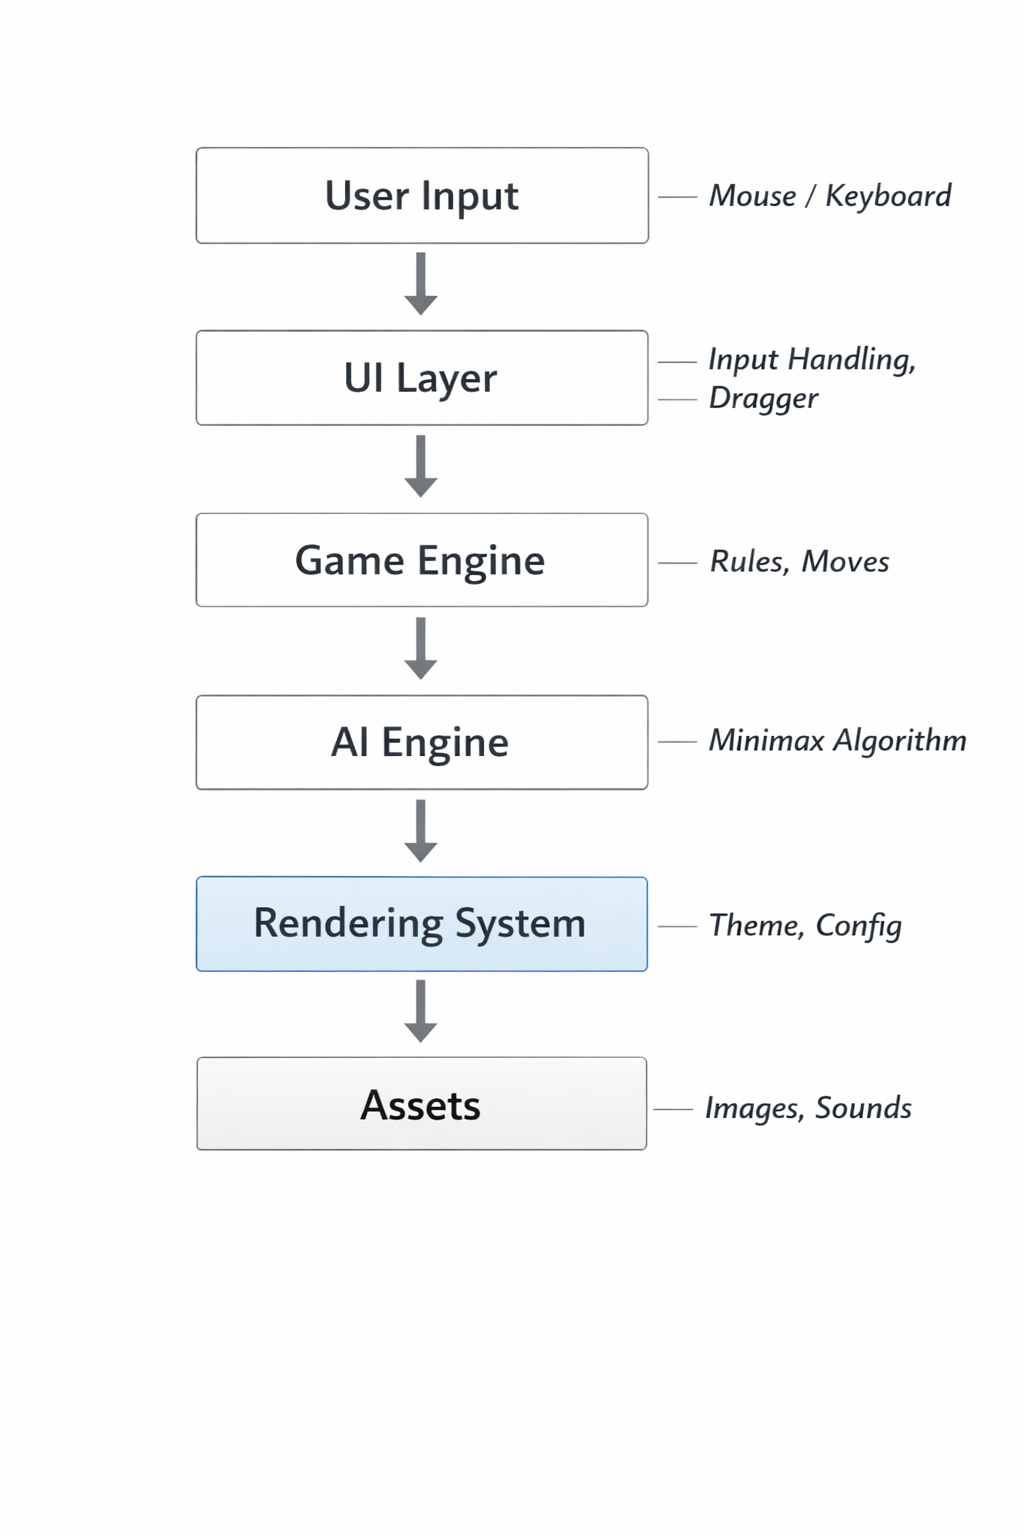 User Input
Mouse / Keyboard
UI Layer
Input Handling,
Dragger
Game Engine
Rules, Moves
AI Engine
Minimax Algorithm
Rendering System
Theme, Config
Assets
Images, Sounds